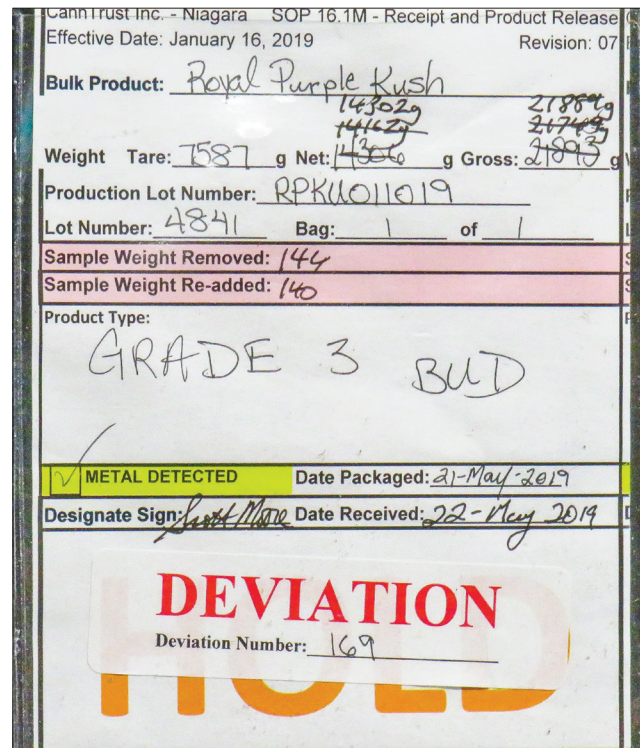 CannTrust Inc. - Niagara SOP 16.1M - Receipt and Product Release
Effective Date: January 16, 2019 Revision: 07
Bulk Product: Royal Purple Kush
14302g 21889g
14162g 21749g
Weight Tare: 7587 g Net: 14306 g Gross: 21893 g
Production Lot Number: RPKU011019
Lot Number: 4841 Bag: 1 of 1
Sample Weight Removed: 144
Sample Weight Re-added: 140
Product Type:
GRADE 3 BUD
METAL DETECTED Date Packaged: 21-May-2019
Designate Sign: Scott Moore Date Received: 22-May 2019
DEVIATION
Deviation Number: 169
HOLD